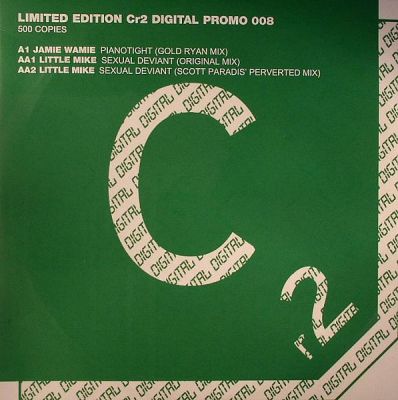 LIMITED EDITION Cr2 DIGITAL PROMO 008
500 COPIES
A1 JAMIE WAMIE PIANOTIGHT (GOLD RYAN MIX)
AA1 LITTLE MIKE SEXUAL DEVIANT (ORIGINAL MIX)
AA2 LITTLE MIKE SEXUAL DEVIANT (SCOTT PARADIS' PERVERTED MIX)
Cr2
DIGITAL DIGITAL DIGITAL